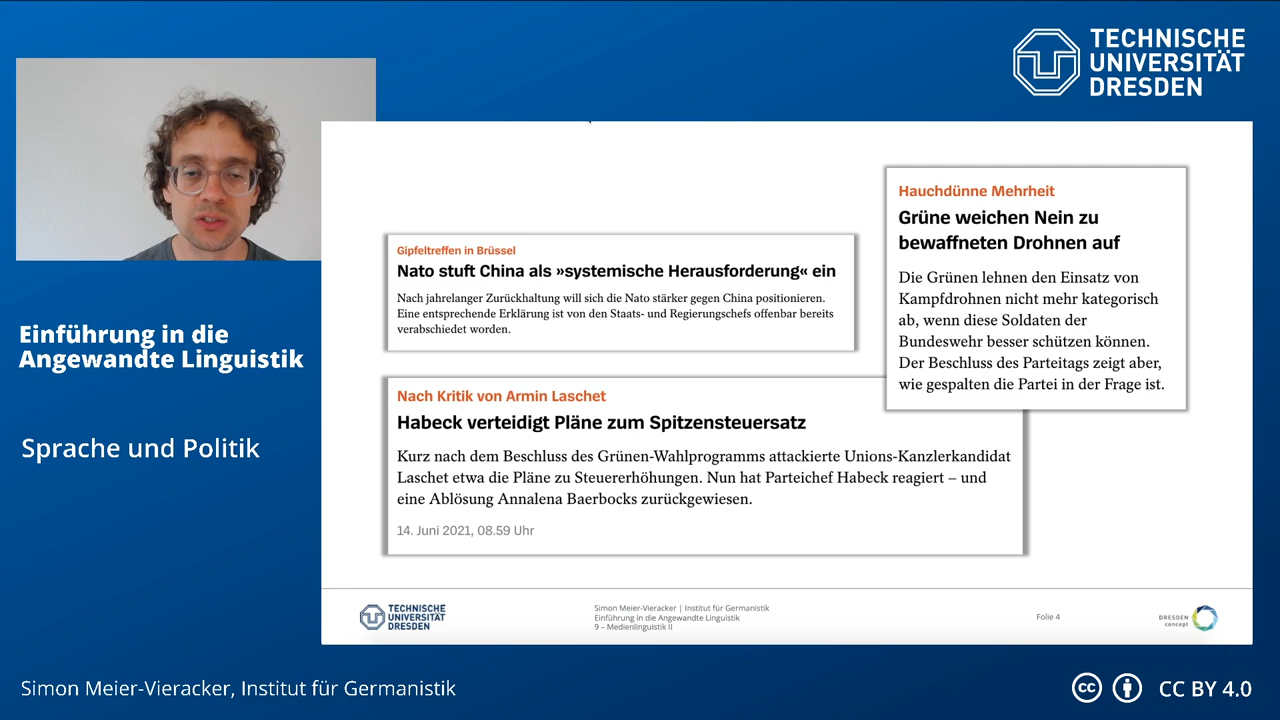 TECHNISCHE
UNIVERSITÄT
DRESDEN
Einführung in die
Angewandte Linguistik
Sprache und Politik
Gipfeltreffen in Brüssel
Nato stuft China als »systemische Herausforderung« ein
Nach jahrelanger Zurückhaltung will sich die Nato stärker gegen China positionieren.
Eine entsprechende Erklärung ist von den Staats- und Regierungschefs offenbar bereits
verabschiedet worden.
Hauchdünne Mehrheit
Grüne weichen Nein zu
bewaffneten Drohnen auf
Die Grünen lehnen den Einsatz von
Kampfdrohnen nicht mehr kategorisch
ab, wenn diese Soldaten der
Bundeswehr besser schützen können.
Der Beschluss des Parteitags zeigt aber,
wie gespalten die Partei in der Frage ist.
Nach Kritik von Armin Laschet
Habeck verteidigt Pläne zum Spitzensteuersatz
Kurz nach dem Beschluss des Grünen-Wahlprogramms attackierte Unions-Kanzlerkandidat
Laschet etwa die Pläne zu Steuererhöhungen. Nun hat Parteichef Habeck reagiert – und
eine Ablösung Annalena Baerbocks zurückgewiesen.
14. Juni 2021, 08.59 Uhr
TECHNISCHE
UNIVERSITÄT
DRESDEN
Simon Meier-Vieracker | Institut für Germanistik
Einführung in die Angewandte Linguistik
9 – Medienlinguistik II
Folie 4
DRESDEN
concept
Simon Meier-Vieracker, Institut für Germanistik
cc CC BY 4.0